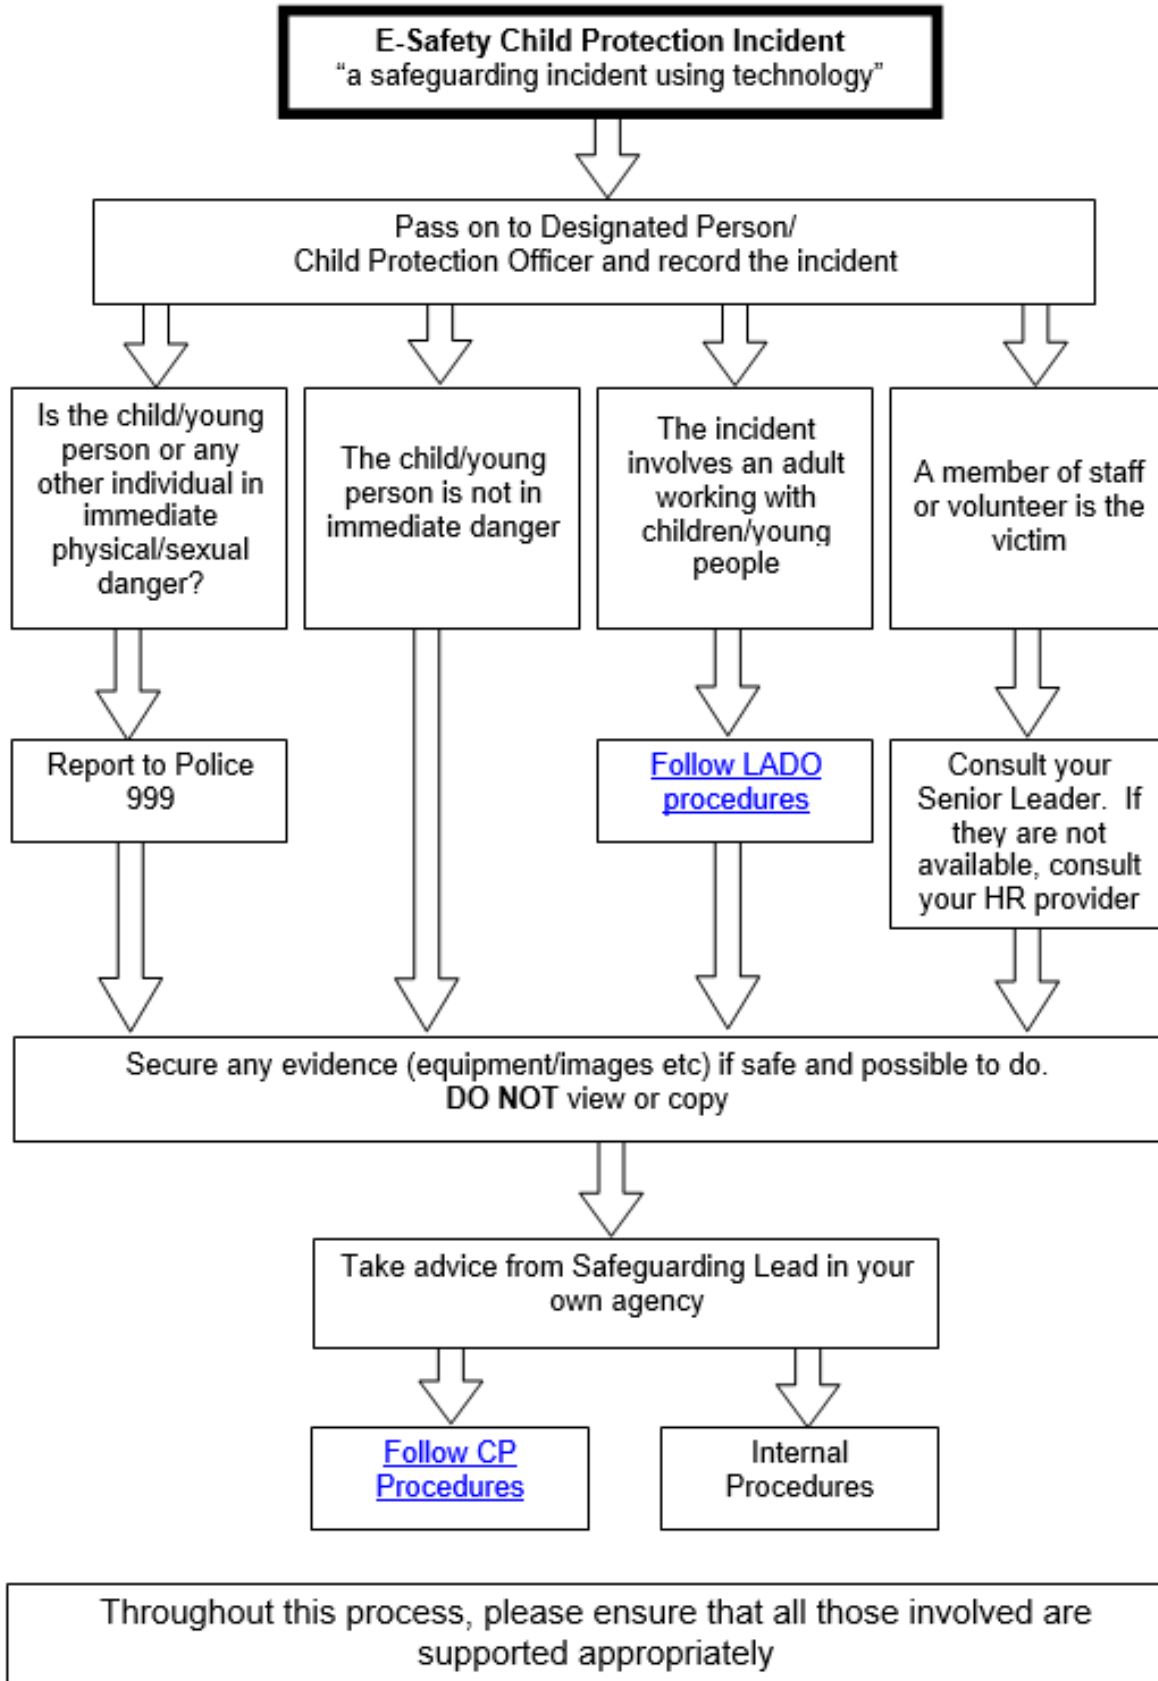 E-Safety Child Protection Incident
“a safeguarding incident using technology”
Pass on to Designated Person/
Child Protection Officer and record the incident
Is the child/young
person or any
other individual in
immediate
physical/sexual
danger?
The child/young
person is not in
immediate danger
The incident
involves an adult
working with
children/young
people
A member of staff
or volunteer is the
victim
Report to Police
999
Follow LADO
procedures
Consult your
Senior Leader.  If
they are not
available, consult
your HR provider
Secure any evidence (equipment/images etc) if safe and possible to do.
DO NOT view or copy
Take advice from Safeguarding Lead in your
own agency
Follow CP
Procedures
Internal
Procedures
Throughout this process, please ensure that all those involved are
supported appropriately